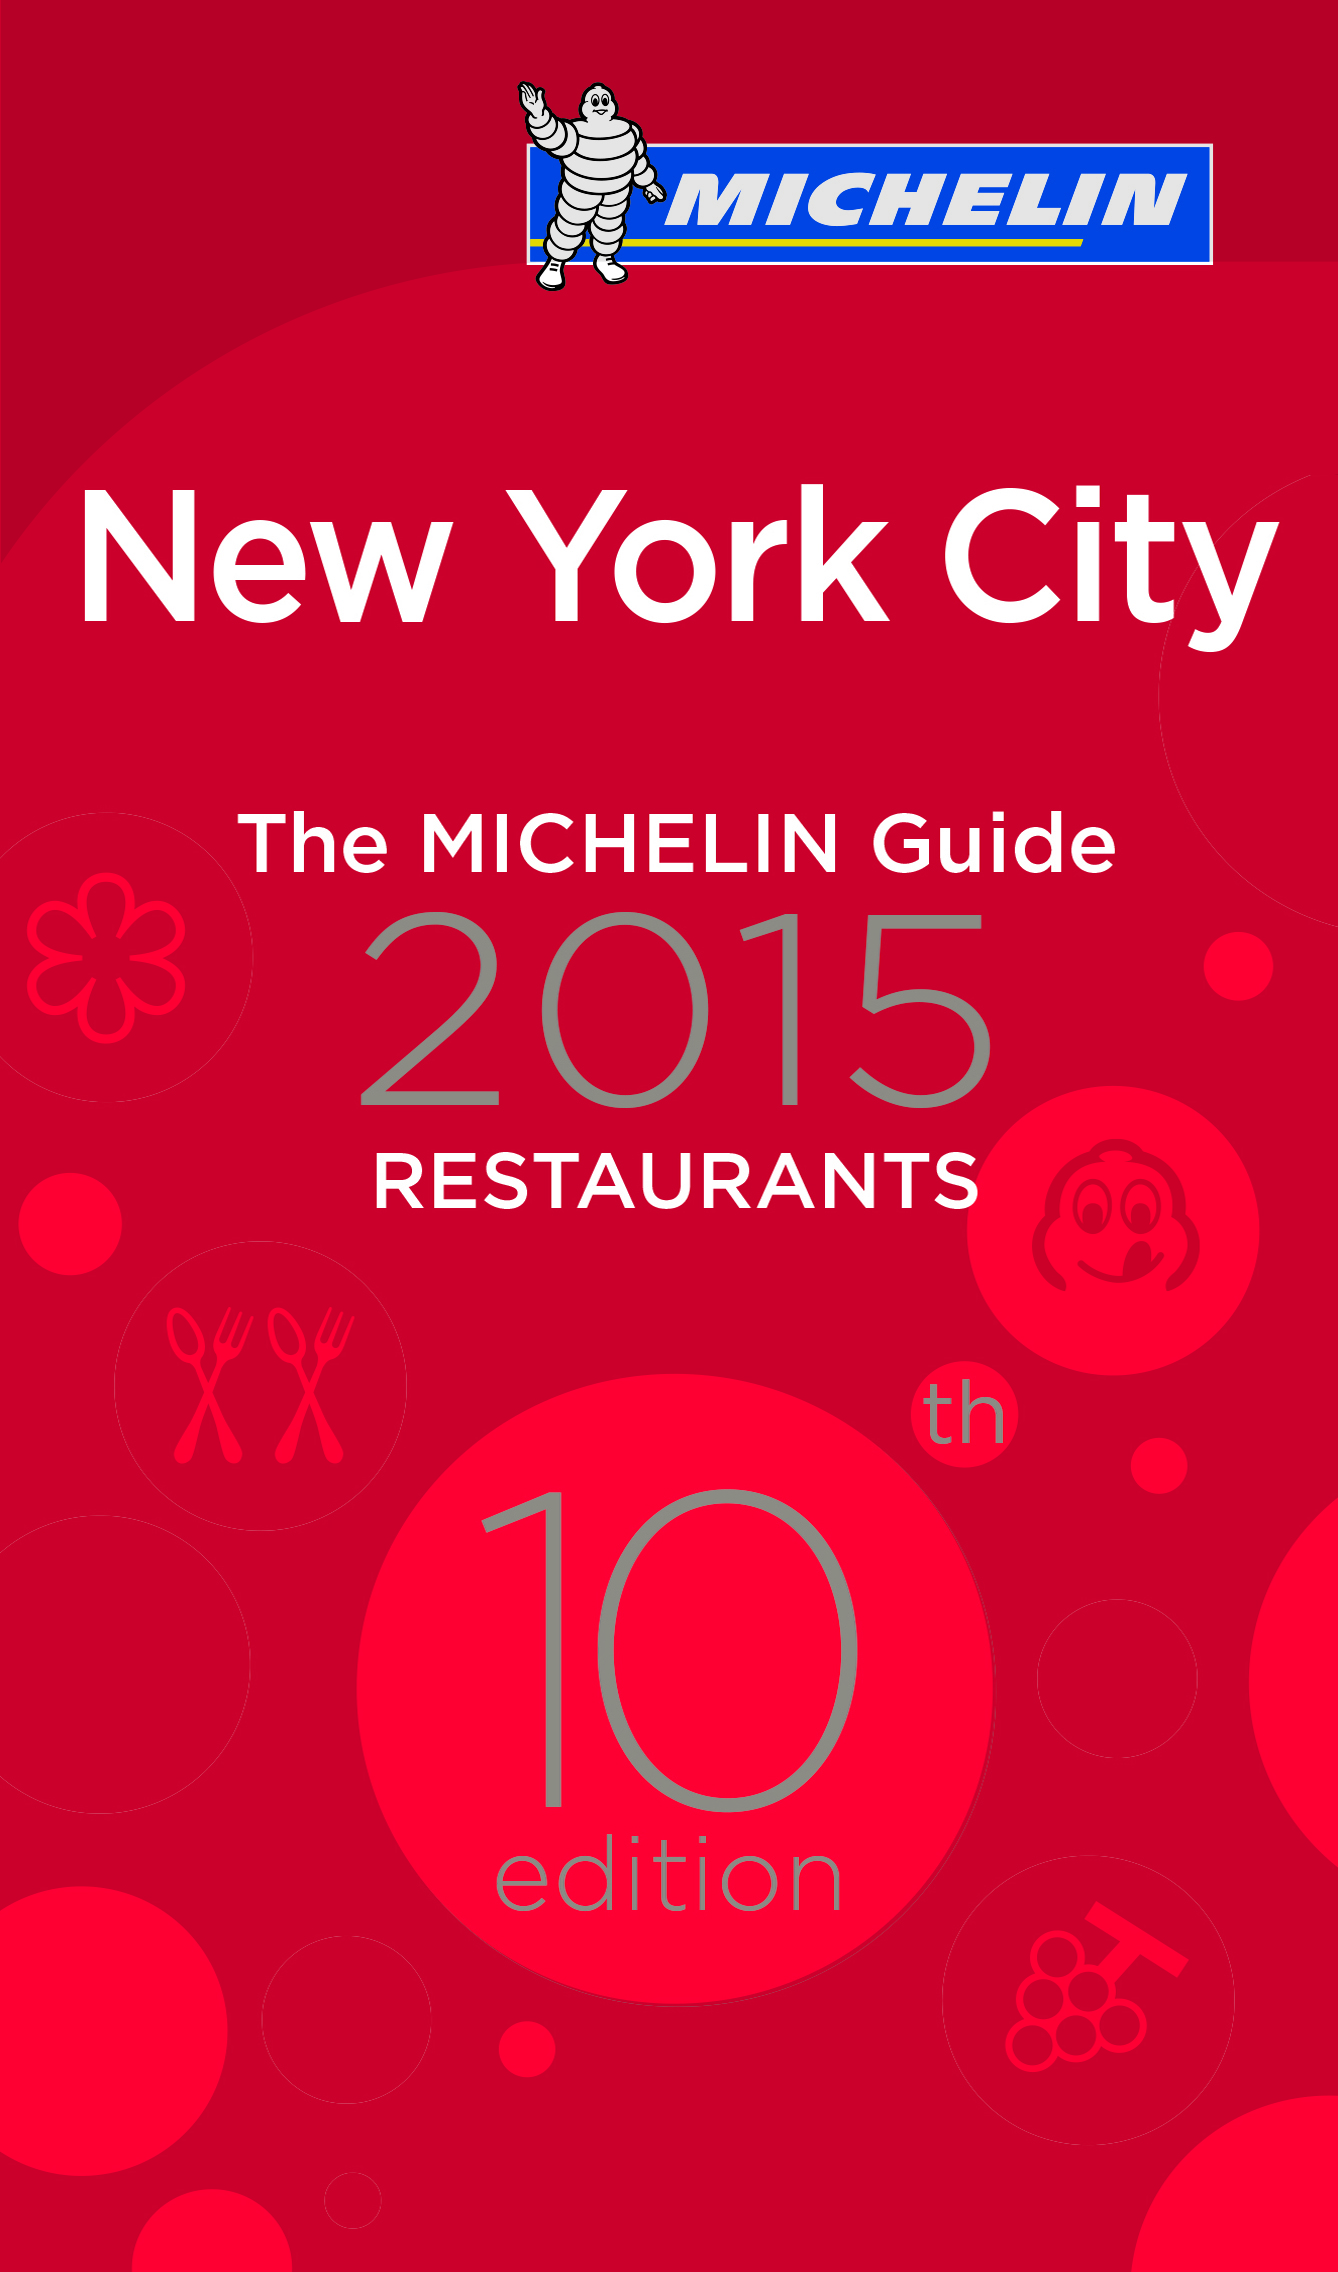 MICHELIN
New York City
The MICHELIN Guide
2015
RESTAURANTS
10th
edition